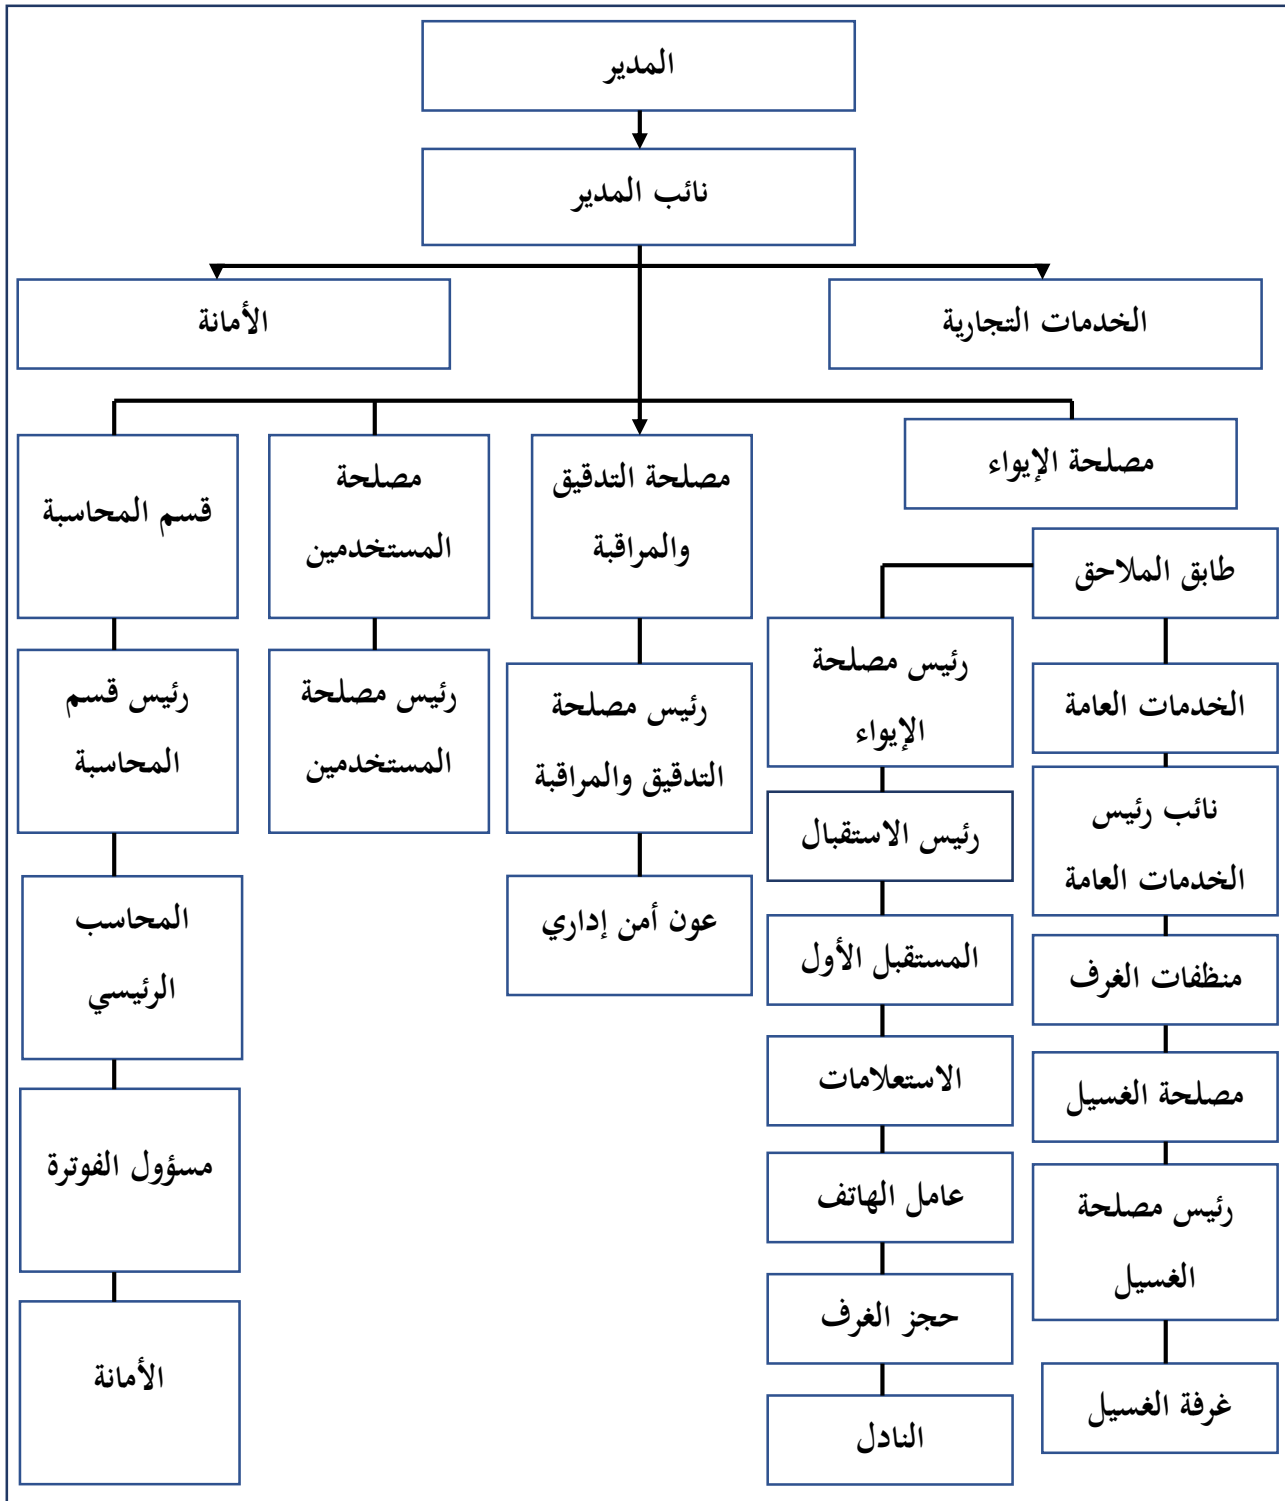 المدير
نائب المدير
الخدمات التجارية
الأمانة
مصلحة الإيواء
مصلحة التدقيق
والمراقبة
مصلحة
المستخدمين
قسم المحاسبة
طابق الملاحق
الخدمات العامة
نائب رئيس
الخدمات العامة
منظفات الغرف
مصلحة الغسيل
رئيس مصلحة
الغسيل
غرفة الغسيل
رئيس مصلحة
الإيواء
رئيس الاستقبال
المستقبل الأول
الاستعلامات
عامل الهاتف
حجز الغرف
النادل
رئيس مصلحة
التدقيق والمراقبة
عون أمن إداري
رئيس مصلحة
المستخدمين
رئيس قسم
المحاسبة
المحاسب
الرئيسي
مسؤول الفوترة
الأمانة